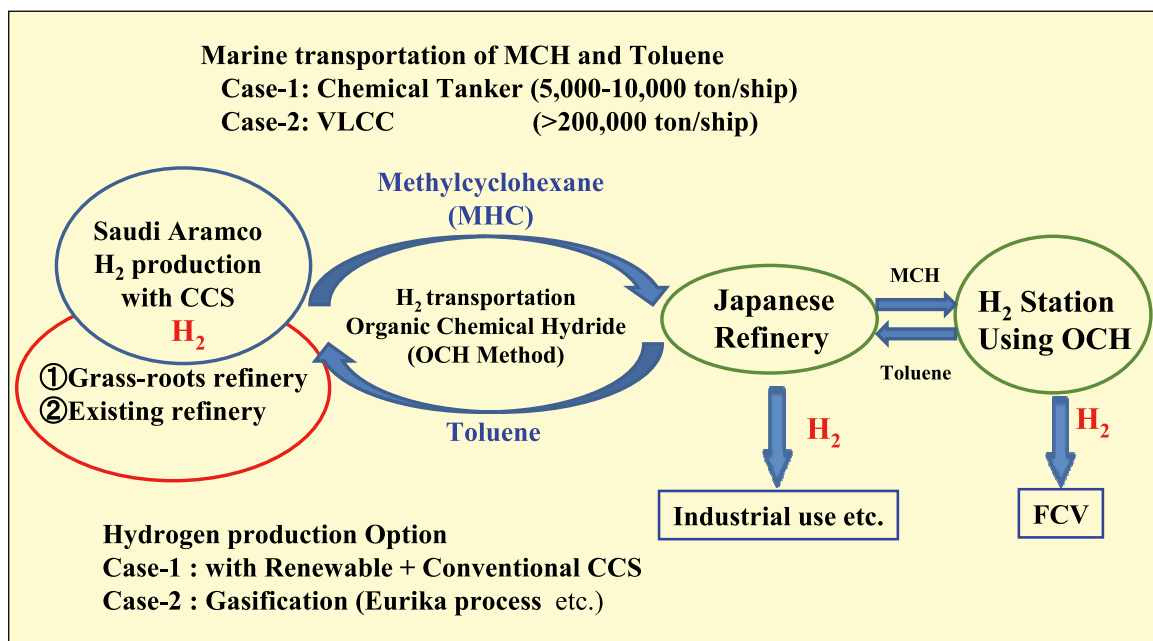 Marine transportation of MCH and Toluene
Case-1: Chemical Tanker (5,000-10,000 ton/ship)
Case-2: VLCC (>200,000 ton/ship)
Methylcyclohexane
(MHC)
Saudi Aramco
H₂ production
with CCS
H₂
①Grass-roots refinery
②Existing refinery
H₂ transportation
Organic Chemical Hydride
(OCH Method)
Toluene
Japanese
Refinery
MCH
Toluene
H₂ Station
Using OCH
H₂
H₂
Industrial use etc.
FCV
Hydrogen production Option
Case-1 : with Renewable + Conventional CCS
Case-2 : Gasification (Eurika process etc.)